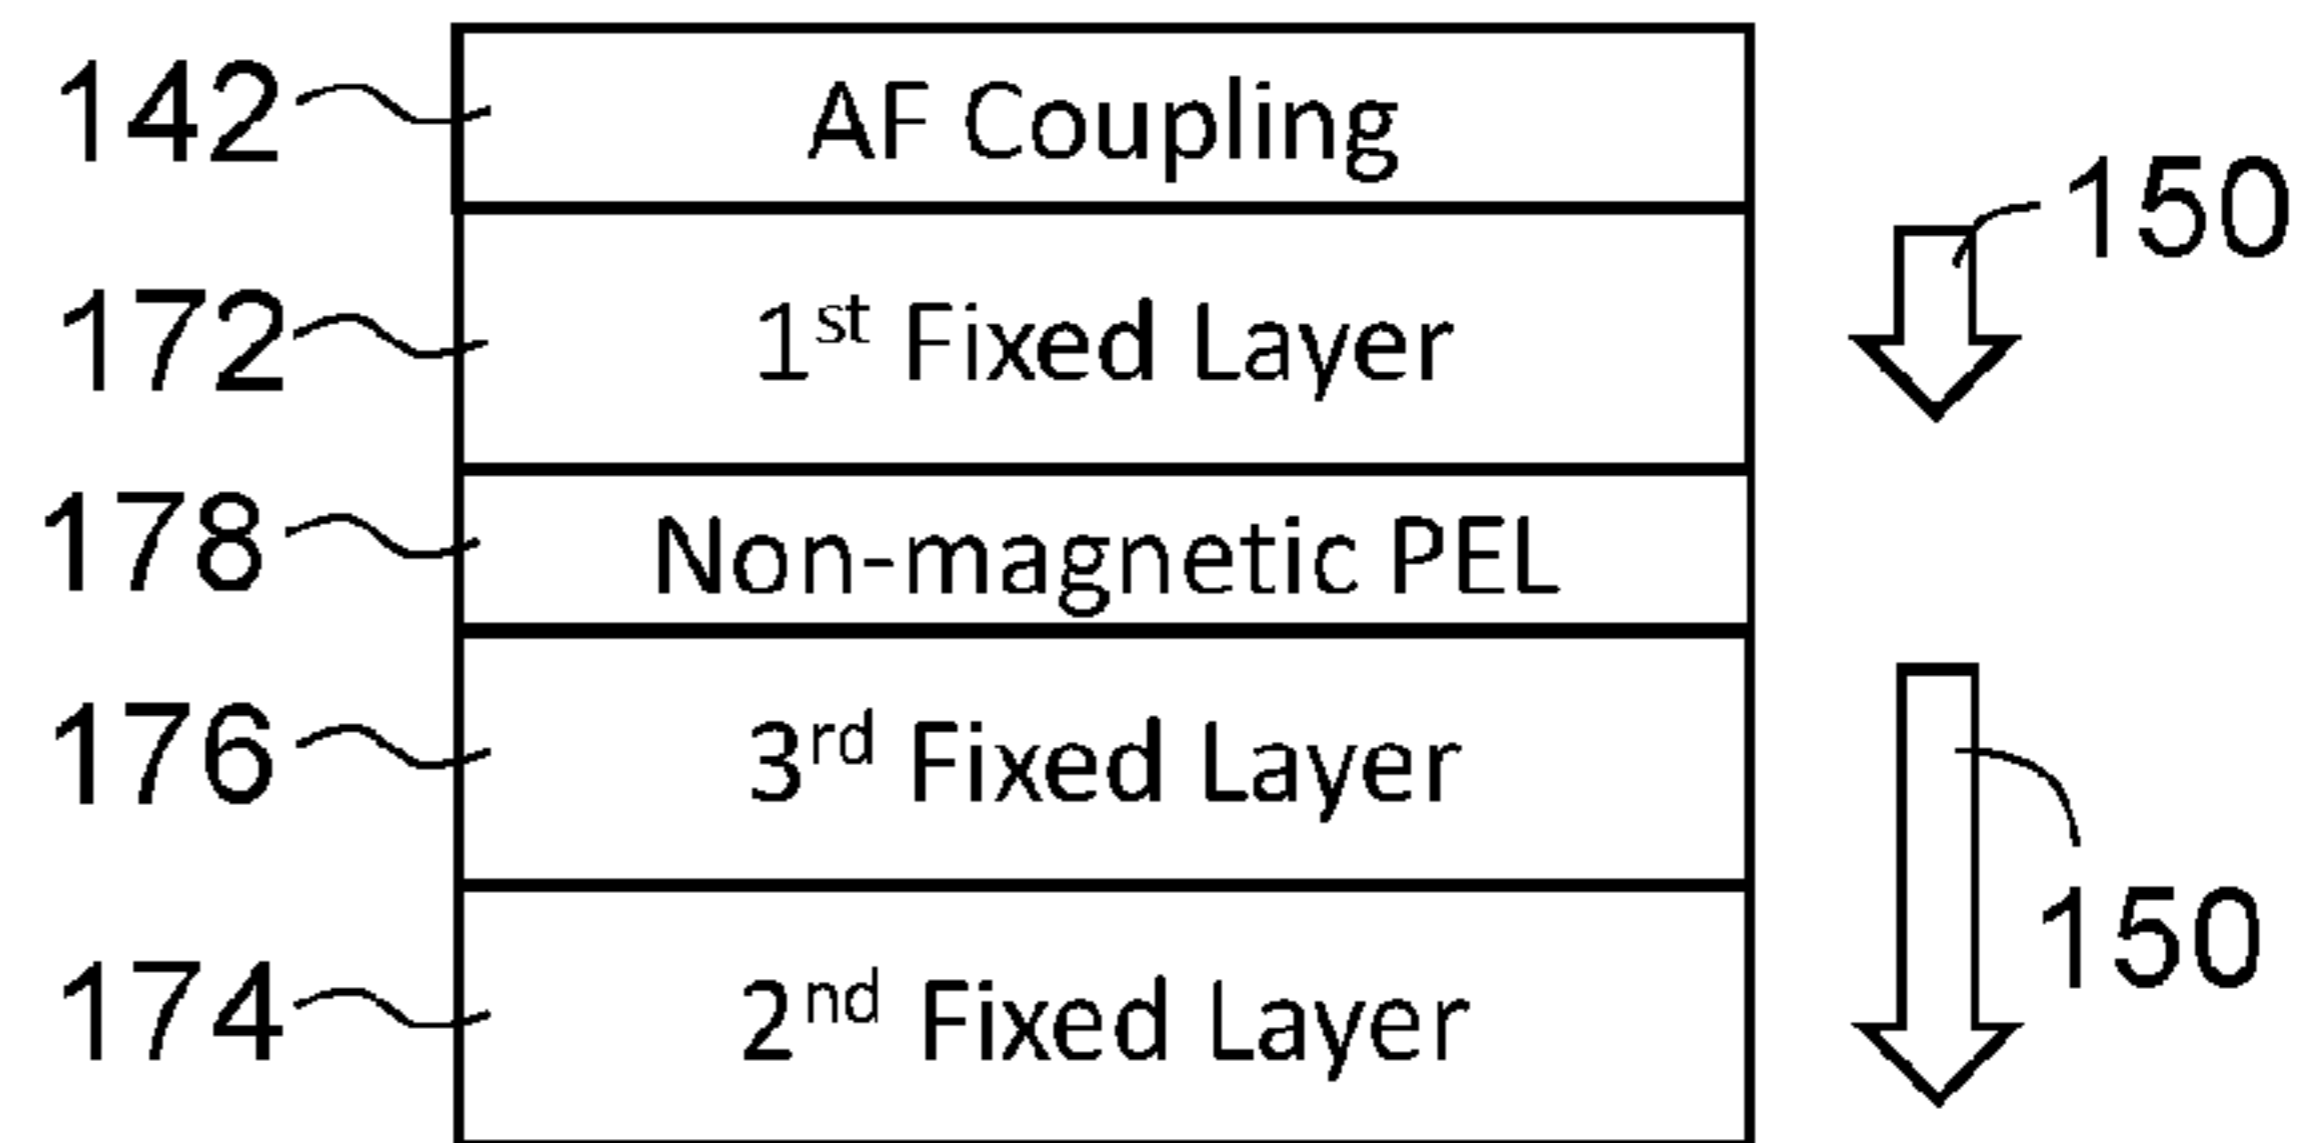 142 AF Coupling
150
172 1st Fixed Layer
178 Non-magnetic PEL
176 3rd Fixed Layer
150
174 2nd Fixed Layer